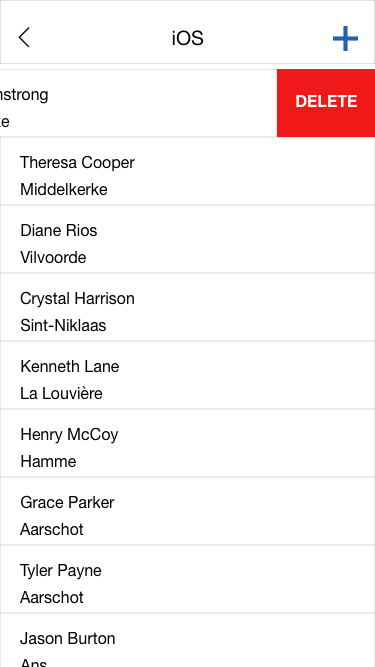 iOS
nstrong
DELETE
Theresa Cooper
Middelkerke
Diane Rios
Vilvoorde
Crystal Harrison
Sint-Niklaas
Kenneth Lane
La Louvière
Henry McCoy
Hamme
Grace Parker
Aarschot
Tyler Payne
Aarschot
Jason Burton
Ans